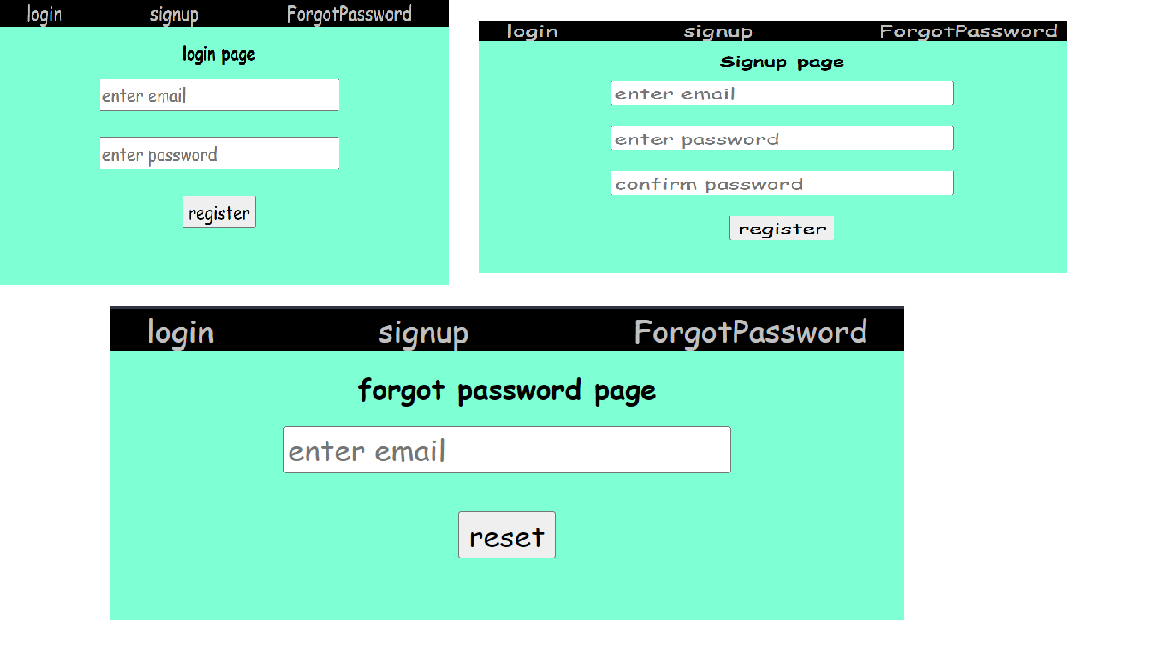 login signup ForgotPassword
login page
enter email
enter password
register
login signup ForgotPassword
Signup page
enter email
enter password
confirm password
register
login signup ForgotPassword
forgot password page
enter email
reset